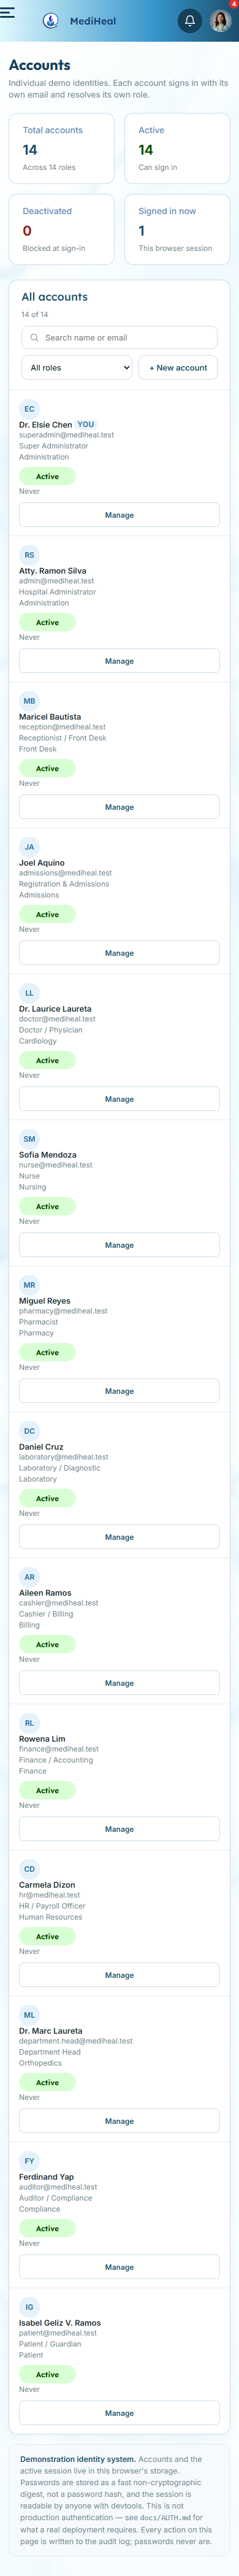 4
MediHeal
Accounts
Individual demo identities. Each account signs in with its
own email and resolves its own role.
Total accounts
14
Across 14 roles
Active
14
Can sign in
Deactivated
0
Blocked at sign-in
Signed in now
1
This browser session
All accounts
14 of 14
Search name or email
All roles
+ New account
EC
Dr. Elsie Chen YOU
superadmin@mediheal.test
Super Administrator
Administration
Active
Never
Manage
RS
Atty. Ramon Silva
admin@mediheal.test
Hospital Administrator
Administration
Active
Never
Manage
MB
Maricel Bautista
reception@mediheal.test
Receptionist / Front Desk
Front Desk
Active
Never
Manage
JA
Joel Aquino
admissions@mediheal.test
Registration & Admissions
Admissions
Active
Never
Manage
LL
Dr. Laurice Laureta
doctor@mediheal.test
Doctor / Physician
Cardiology
Active
Never
Manage
SM
Sofia Mendoza
nurse@mediheal.test
Nurse
Nursing
Active
Never
Manage
MR
Miguel Reyes
pharmacy@mediheal.test
Pharmacist
Pharmacy
Active
Never
Manage
DC
Daniel Cruz
laboratory@mediheal.test
Laboratory / Diagnostic
Laboratory
Active
Never
Manage
AR
Aileen Ramos
cashier@mediheal.test
Cashier / Billing
Billing
Active
Never
Manage
RL
Rowena Lim
finance@mediheal.test
Finance / Accounting
Finance
Active
Never
Manage
CD
Carmela Dizon
hr@mediheal.test
HR / Payroll Officer
Human Resources
Active
Never
Manage
ML
Dr. Marc Laureta
department.head@mediheal.test
Department Head
Orthopedics
Active
Never
Manage
FY
Ferdinand Yap
auditor@mediheal.test
Auditor / Compliance
Compliance
Active
Never
Manage
IG
Isabel Geliz V. Ramos
patient@mediheal.test
Patient / Guardian
Patient
Active
Never
Manage
Demonstration identity system. Accounts and the
active session live in this browser's storage.
Passwords are stored as a fast non-cryptographic
digest, not a password hash, and the session is
readable by anyone with devtools. This is not
production authentication — see docs/AUTH.md for
what a real deployment requires. Every action on this
page is written to the audit log; passwords never are.